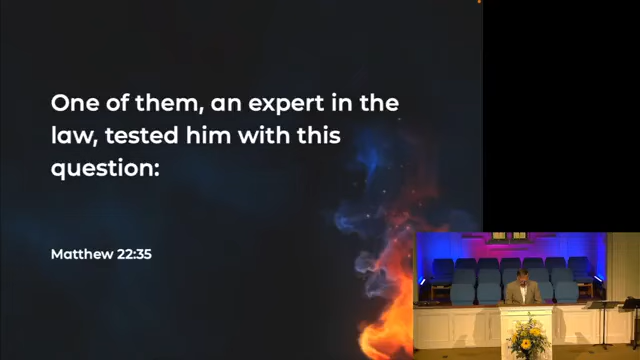 One of them, an expert in the
law, tested him with this
question:
Matthew 22:35